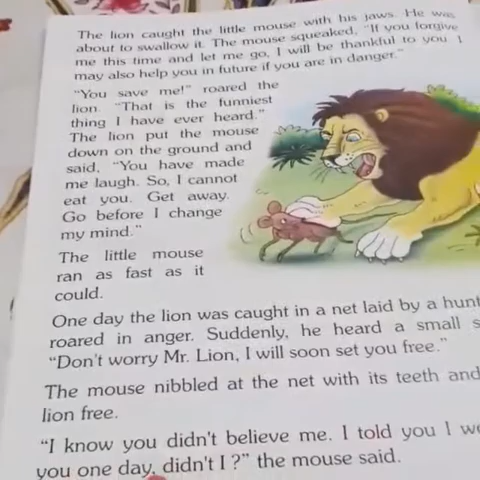 The lion caught the little mouse with his jaws. He was
about to swallow it. The mouse squeaked, "If you forgive
me this time and let me go, I will be thankful to you I
may also help you in future if you are in danger."
"You save me!" roared the
lion. "That is the funniest
thing I have ever heard."
The lion put the mouse
down on the ground and
said, "You have made
me laugh. So, I cannot
eat you. Get away.
Go before I change
my mind."
The little mouse
ran as fast as it
could.
One day the lion was caught in a net laid by a hunt
roared in anger. Suddenly, he heard a small s
"Don't worry Mr. Lion, I will soon set you free."
The mouse nibbled at the net with its teeth and
lion free.
"I know you didn't believe me. I told you I wo
you one day, didn't I ?" the mouse said.